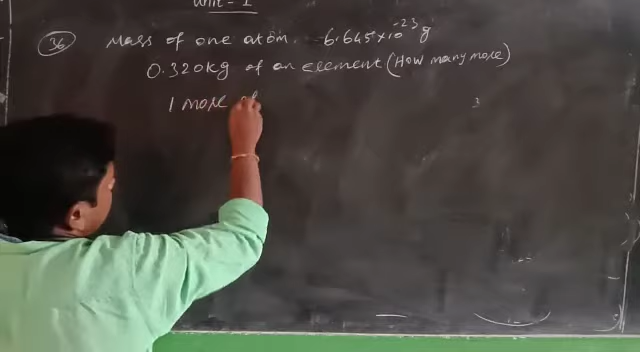 Unit - I
36 Mass of one atom. 6.645×10⁻²³g
0.320kg of an element (How many mole)
1 mole of